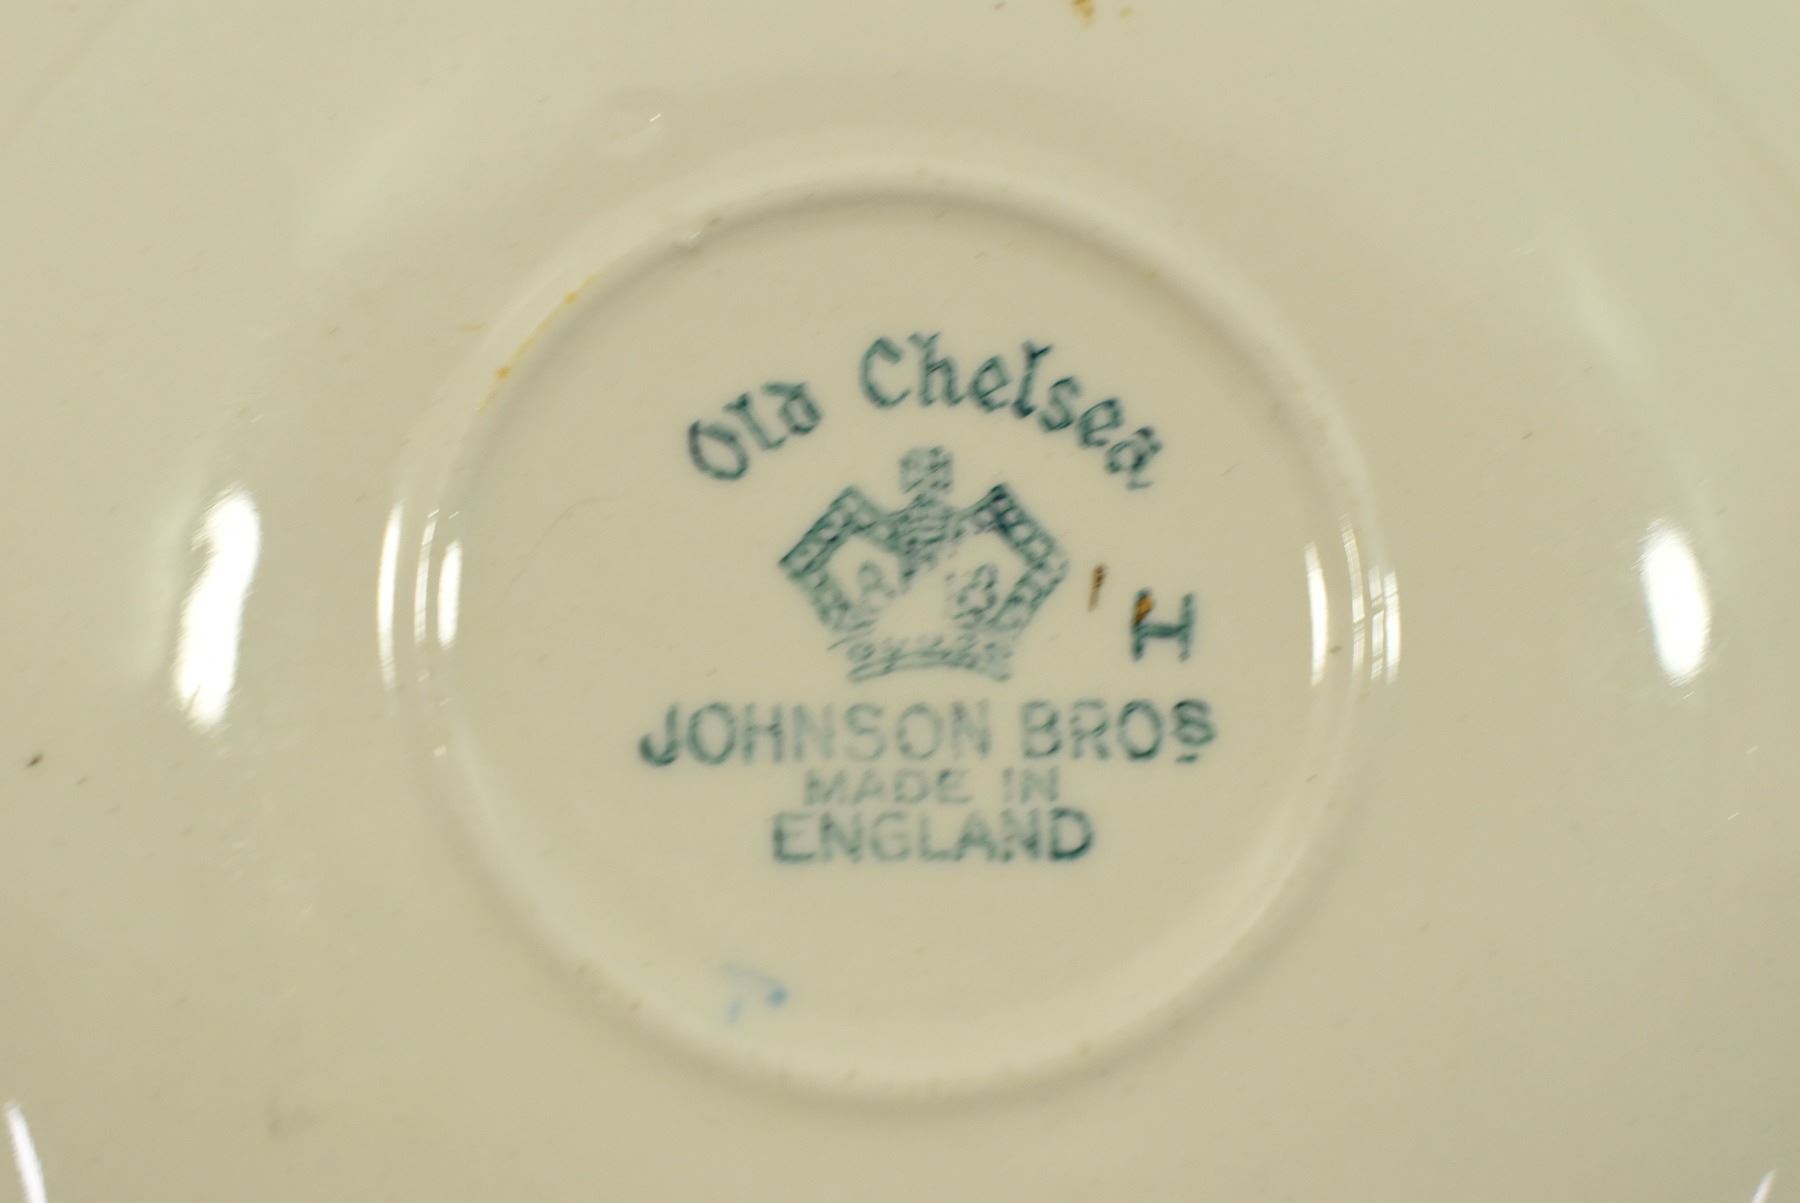 Old Chelsea
H
JOHNSON BROS
MADE IN
ENGLAND